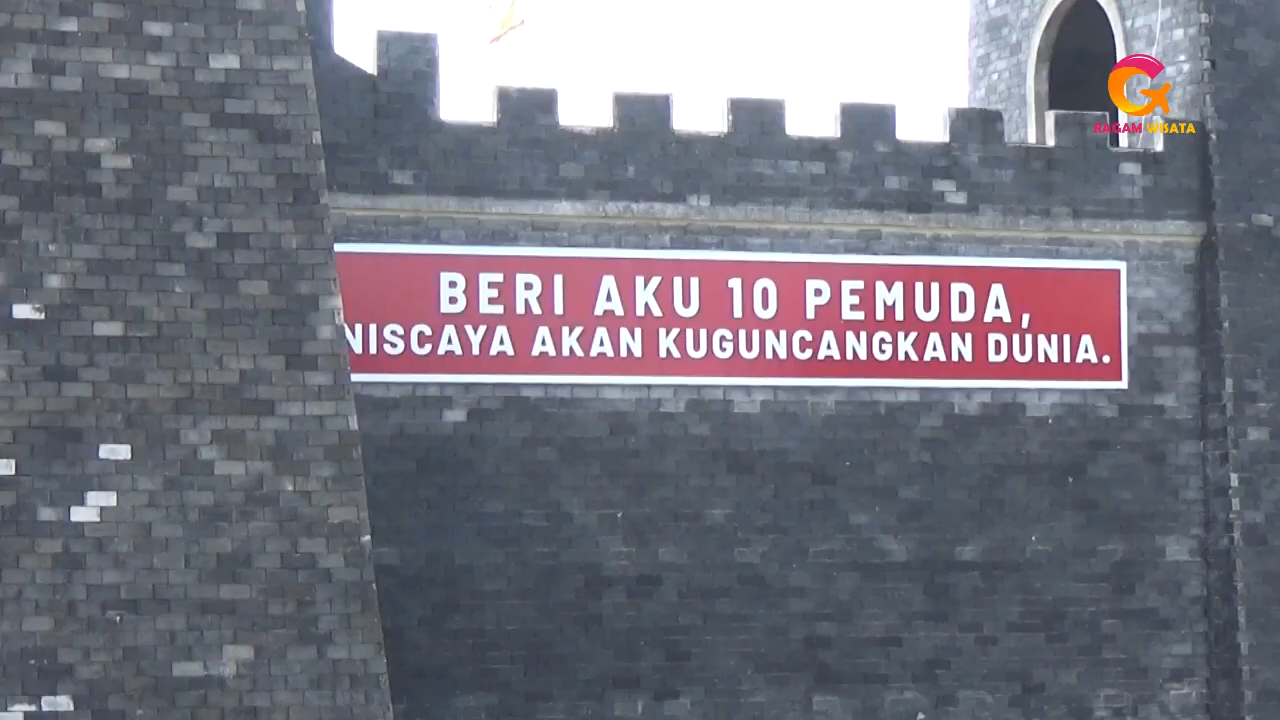 RAGAM WISATA
BERI AKU 10 PEMUDA,
NISCAYA AKAN KUGUNCANGKAN DUNIA.